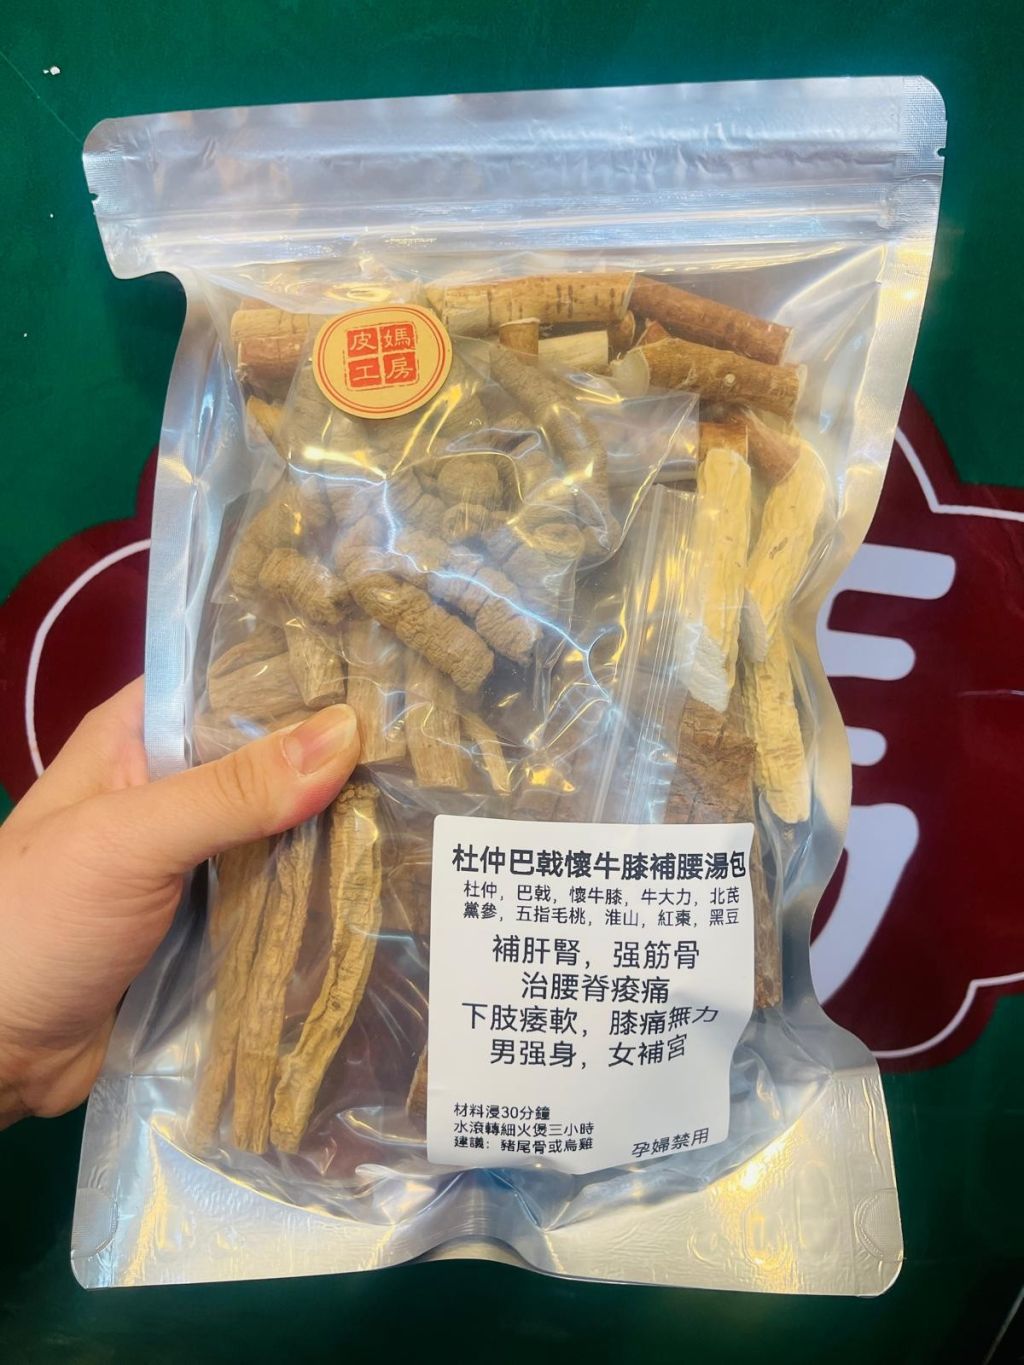 皮媽
工房
杜仲巴戟懷牛膝補腰湯包
杜仲，巴戟，懷牛膝，牛大力，北芪
黨參，五指毛桃，淮山，紅棗，黑豆
補肝腎，强筋骨
治腰脊痠痛
下肢痿軟，膝痛無力
男强身，女補宮
材料浸30分鐘
水滾轉細火煲三小時
建議：豬尾骨或烏雞
孕婦禁用